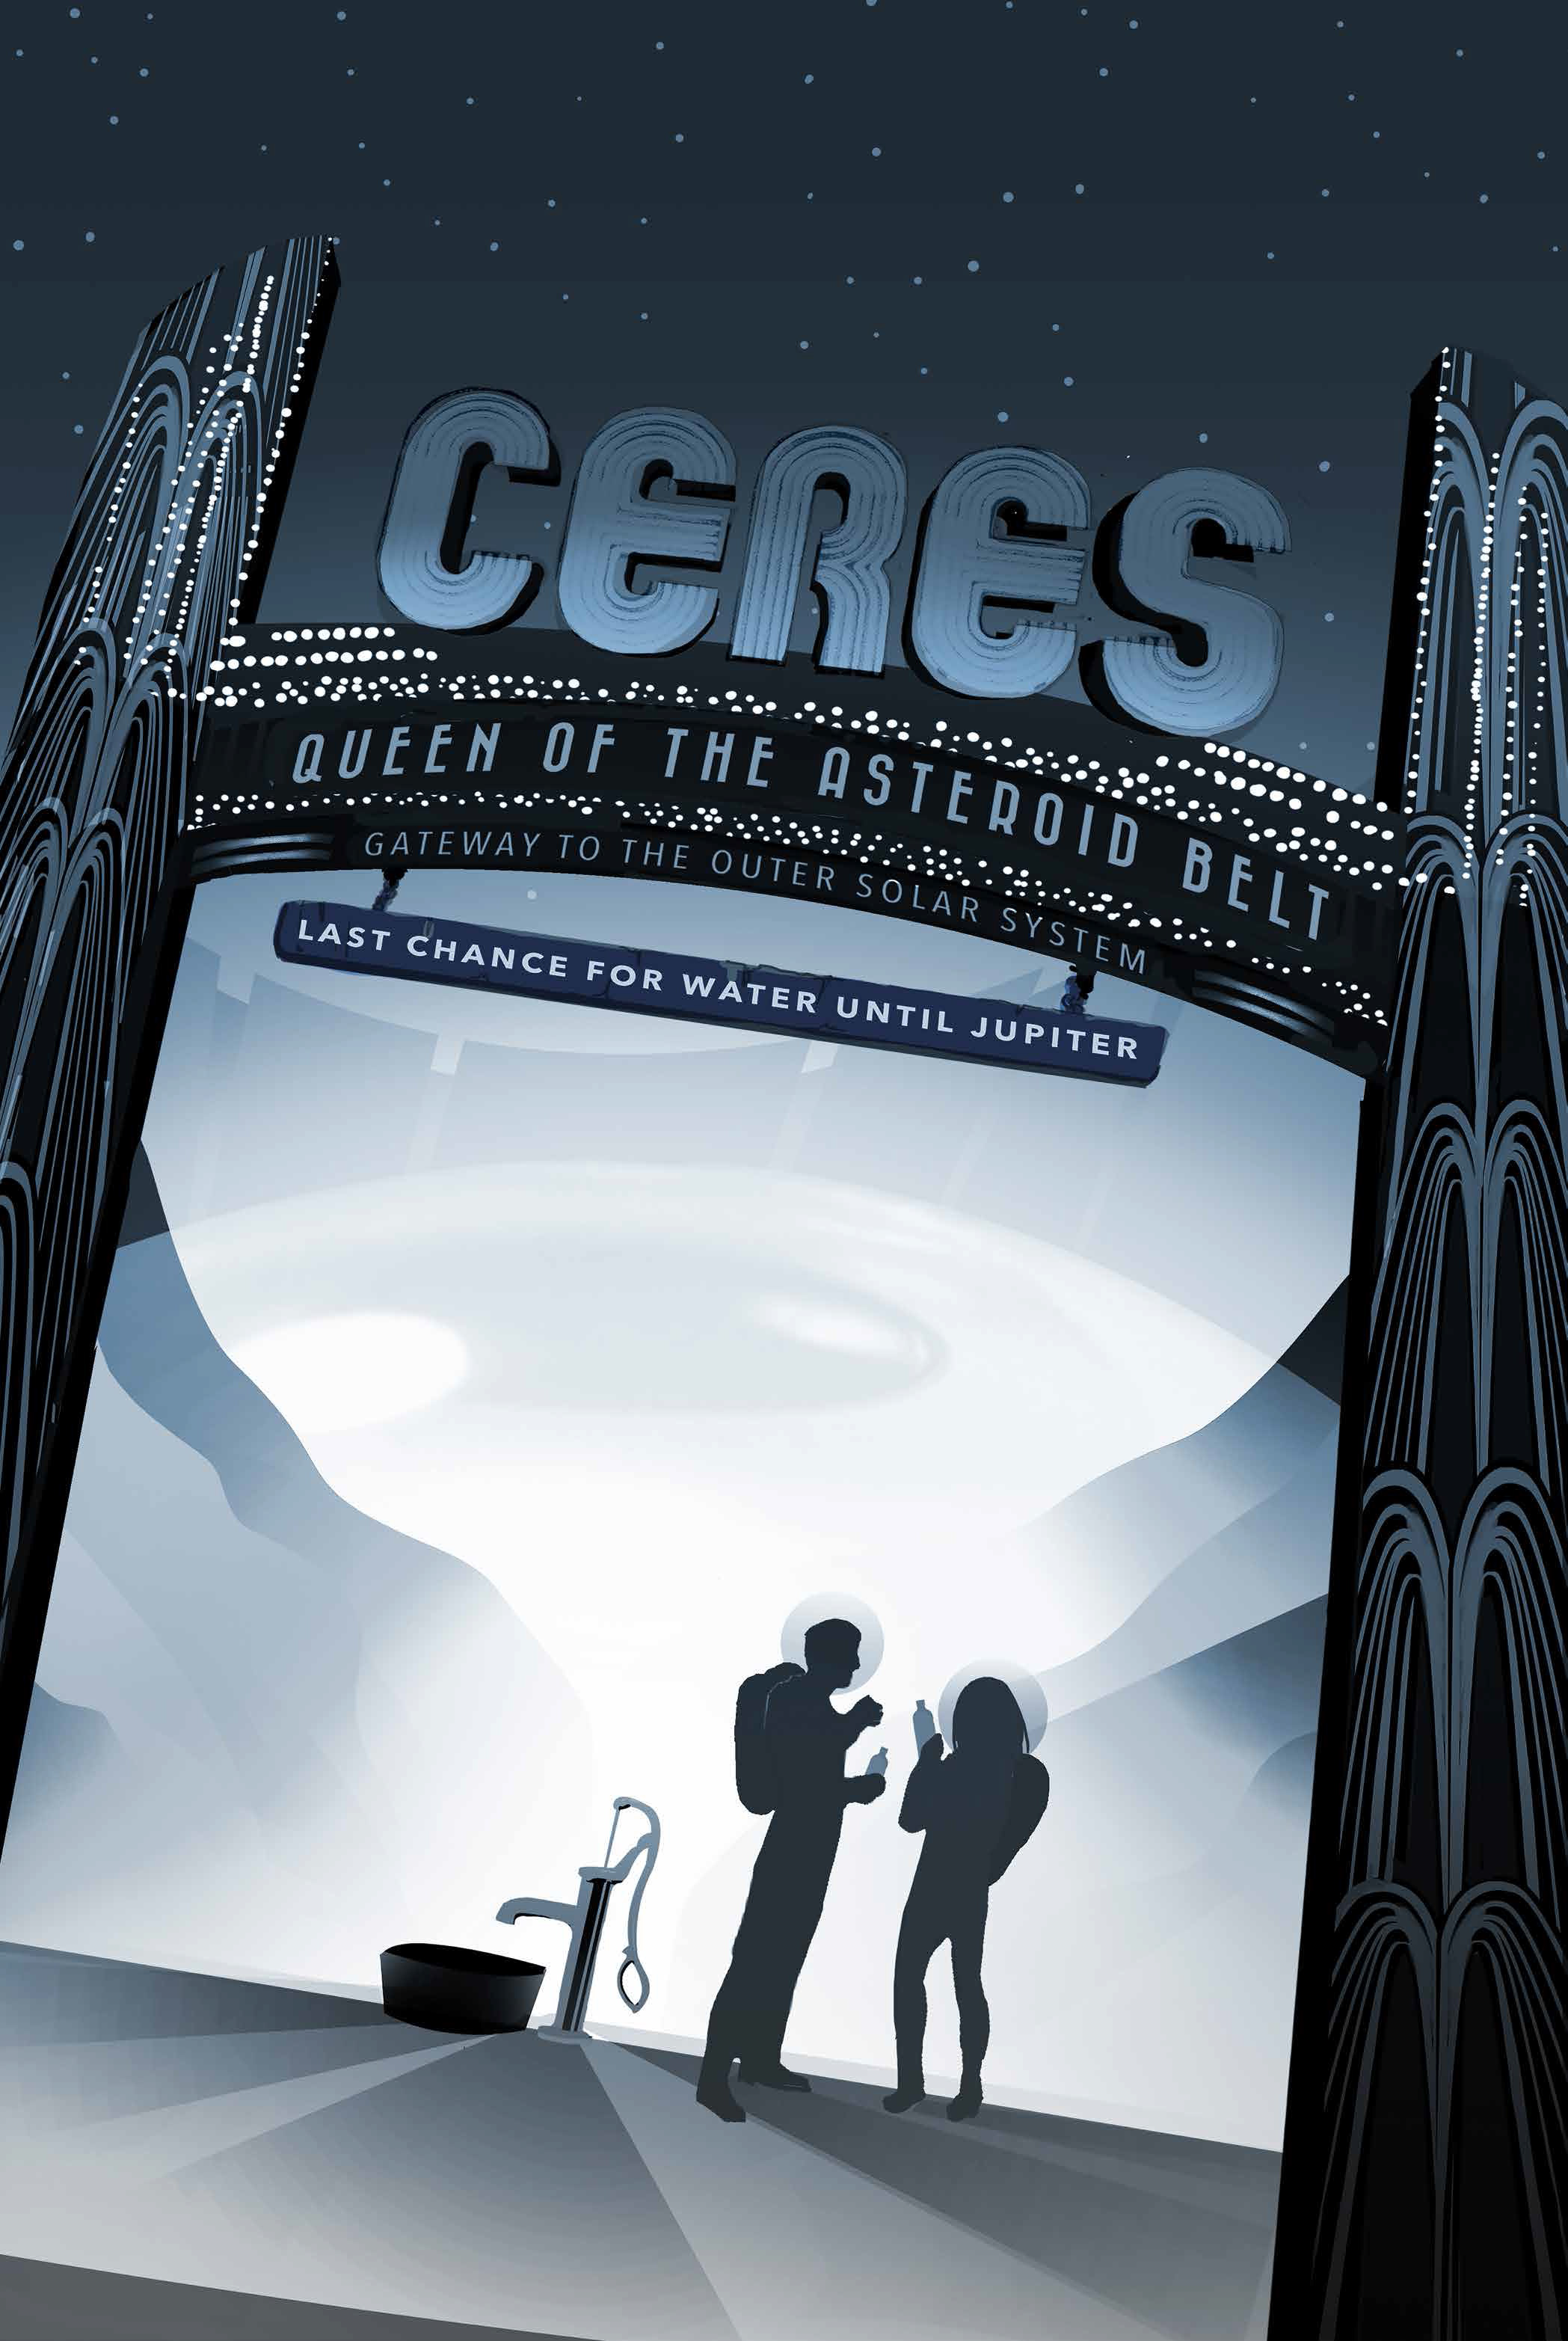 CERES
QUEEN OF THE ASTEROID BELT
GATEWAY TO THE OUTER SOLAR SYSTEM
LAST CHANCE FOR WATER UNTIL JUPITER